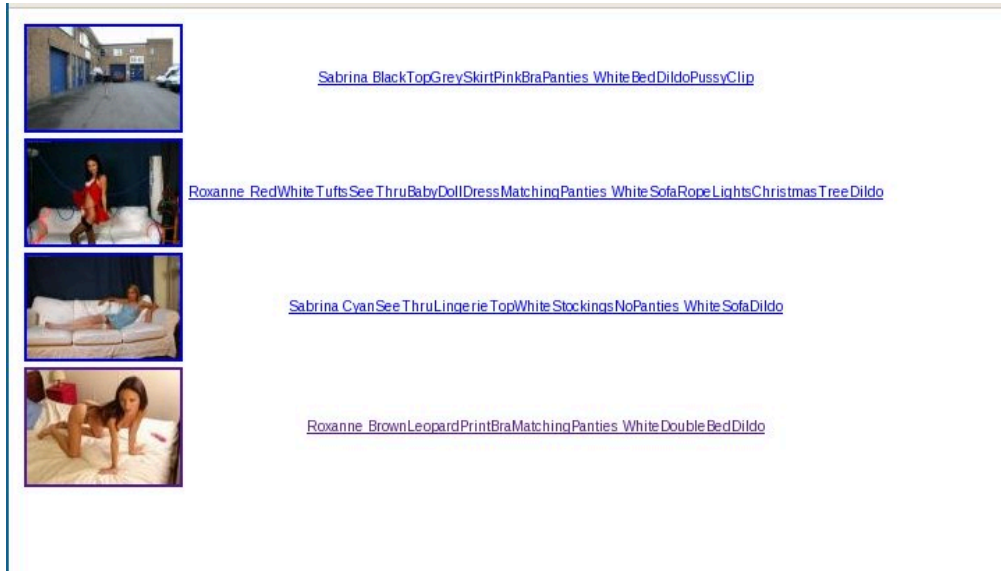 Sabrina BlackTopGreySkirtPinkBraPanties WhiteBedDildoPussyClip
Roxanne RedWhiteTuftsSeeThruBabyDollDressMatchingPanties WhiteSofaRopeLightsChristmasTreeDildo
Sabrina CyanSeeThruLingerieTopWhiteStockingsNoPanties WhiteSofaDildo
Roxanne BrownLeopardPrintBraMatchingPanties WhiteDoubleBedDildo